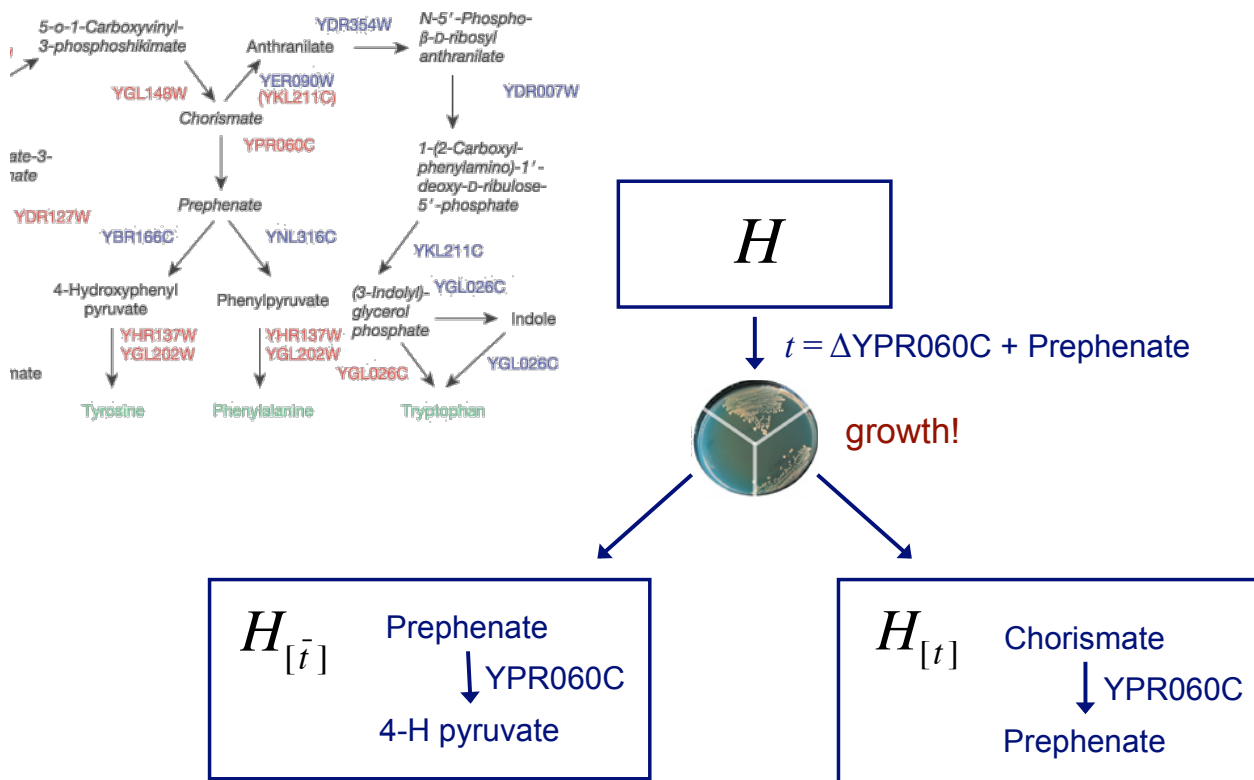 5-o-1-Carboxyvinyl-
3-phosphoshikimate
YGL148W
Chorismate
Anthranilate
YER090W
(YKL211C)
YDR354W
N-5′-Phospho-
β-D-ribosyl
anthranilate
YDR007W
YPR060C
1-(2-Carboxyl-
phenylamino)-1′-
deoxy-D-ribulose-
5′-phosphate
ate-3-
nate
YDR127W
Prephenate
YBR166C
YNL316C
YKL211C
4-Hydroxyphenyl
pyruvate
Phenylpyruvate
(3-Indolyl)-
glycerol
phosphate
YGL026C
Indole
YHR137W
YGL202W
YHR137W
YGL202W
YGL026C
YGL026C
mate
Tyrosine
Phenylalanine
Tryptophan
H
t = ΔYPR060C + Prephenate
growth!
H[t̄]
Prephenate
YPR060C
4-H pyruvate
H[t]
Chorismate
YPR060C
Prephenate